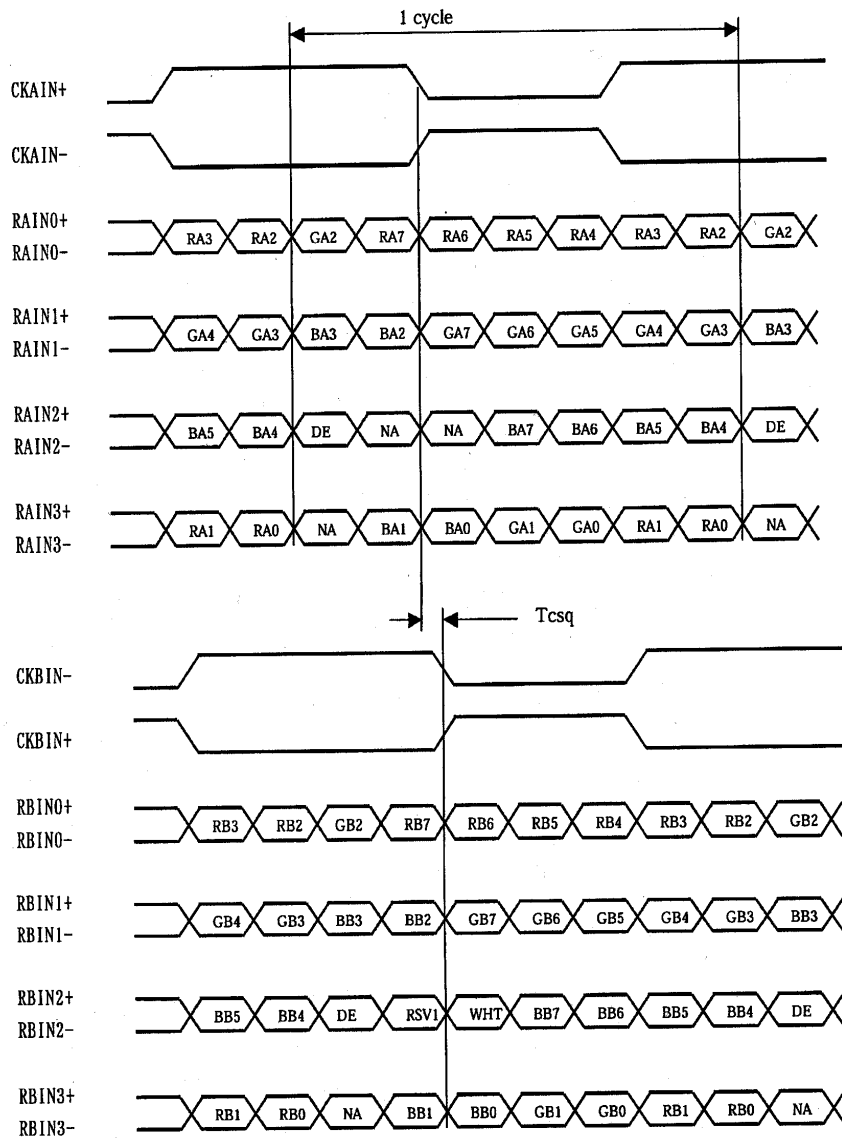 1 cycle
CKAIN+
CKAIN-
RAIN0+
RA3 RA2 GA2 RA7 RA6 RA5 RA4 RA3 RA2 GA2
RAIN0-
RAIN1+
GA4 GA3 BA3 BA2 GA7 GA6 GA5 GA4 GA3 BA3
RAIN1-
RAIN2+
BA5 BA4 DE NA NA BA7 BA6 BA5 BA4 DE
RAIN2-
RAIN3+
RA1 RA0 NA BA1 BA0 GA1 GA0 RA1 RA0 NA
RAIN3-
Tcsq
CKBIN-
CKBIN+
RBIN0+
RB3 RB2 GB2 RB7 RB6 RB5 RB4 RB3 RB2 GB2
RBIN0-
RBIN1+
GB4 GB3 BB3 BB2 GB7 GB6 GB5 GB4 GB3 BB3
RBIN1-
RBIN2+
BB5 BB4 DE RSV1 WHT BB7 BB6 BB5 BB4 DE
RBIN2-
RBIN3+
RB1 RB0 NA BB1 BB0 GB1 GB0 RB1 RB0 NA
RBIN3-